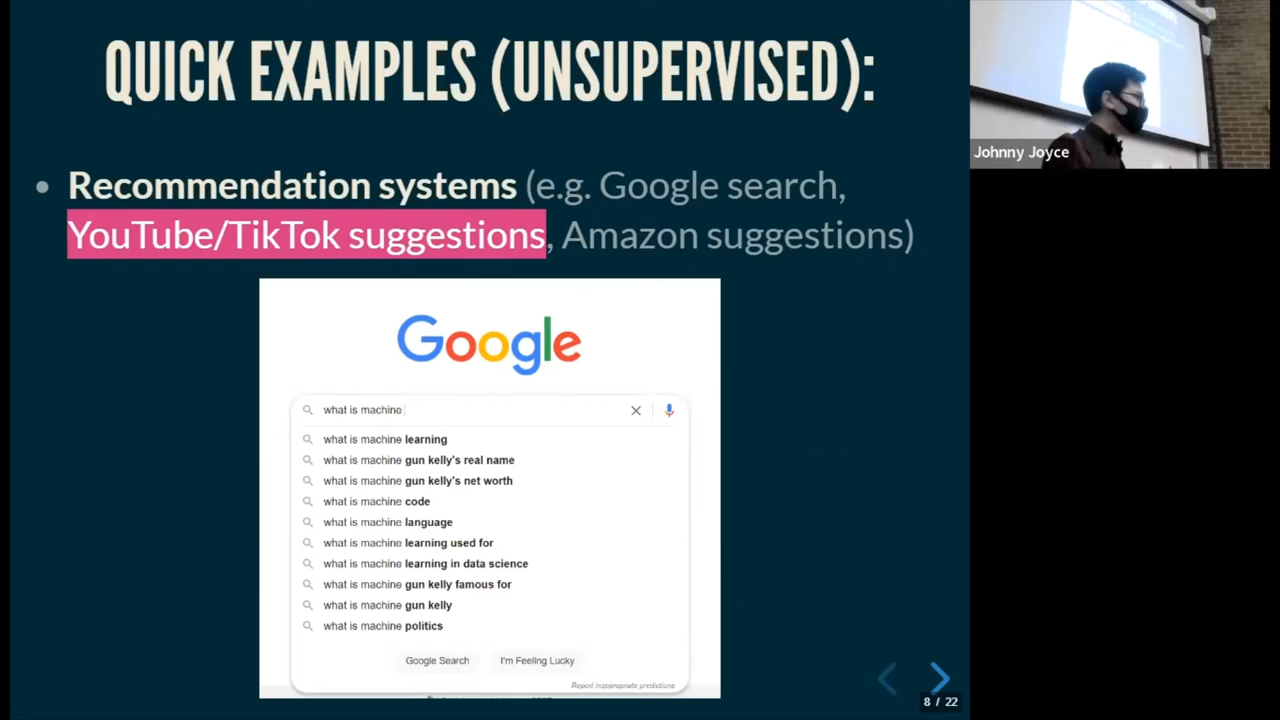 QUICK EXAMPLES (UNSUPERVISED):
Johnny Joyce
• Recommendation systems (e.g. Google search,
YouTube/TikTok suggestions, Amazon suggestions)
Google
what is machine
what is machine learning
what is machine gun kelly's real name
what is machine gun kelly's net worth
what is machine code
what is machine language
what is machine learning used for
what is machine learning in data science
what is machine gun kelly famous for
what is machine gun kelly
what is machine politics
Google Search I'm Feeling Lucky
Report inappropriate predictions
8 / 22